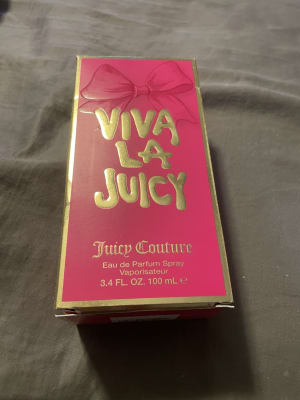 VIVA
LA
JUICY
Juicy Couture
Eau de Parfum Spray
Vaporisateur
3.4 FL. OZ. 100 mL ℮